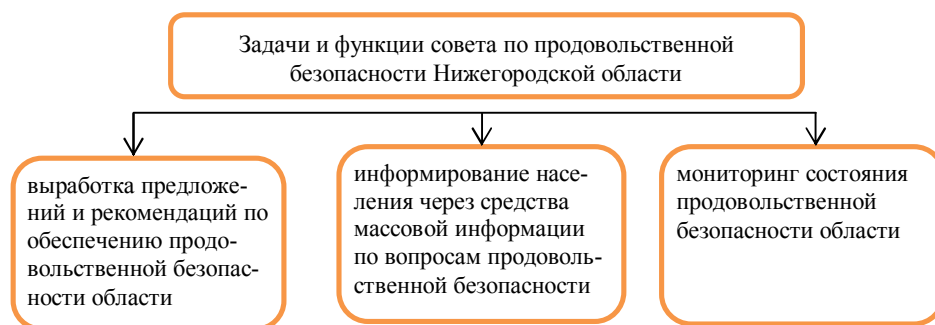 Задачи и функции совета по продовольственной
безопасности Нижегородской области
выработка предложе-
ний и рекомендаций по
обеспечению продо-
вольственной безопас-
ности области
информирование насе-
ления через средства
массовой информации
по вопросам продоволь-
ственной безопасности
мониторинг состояния
продовольственной
безопасности области